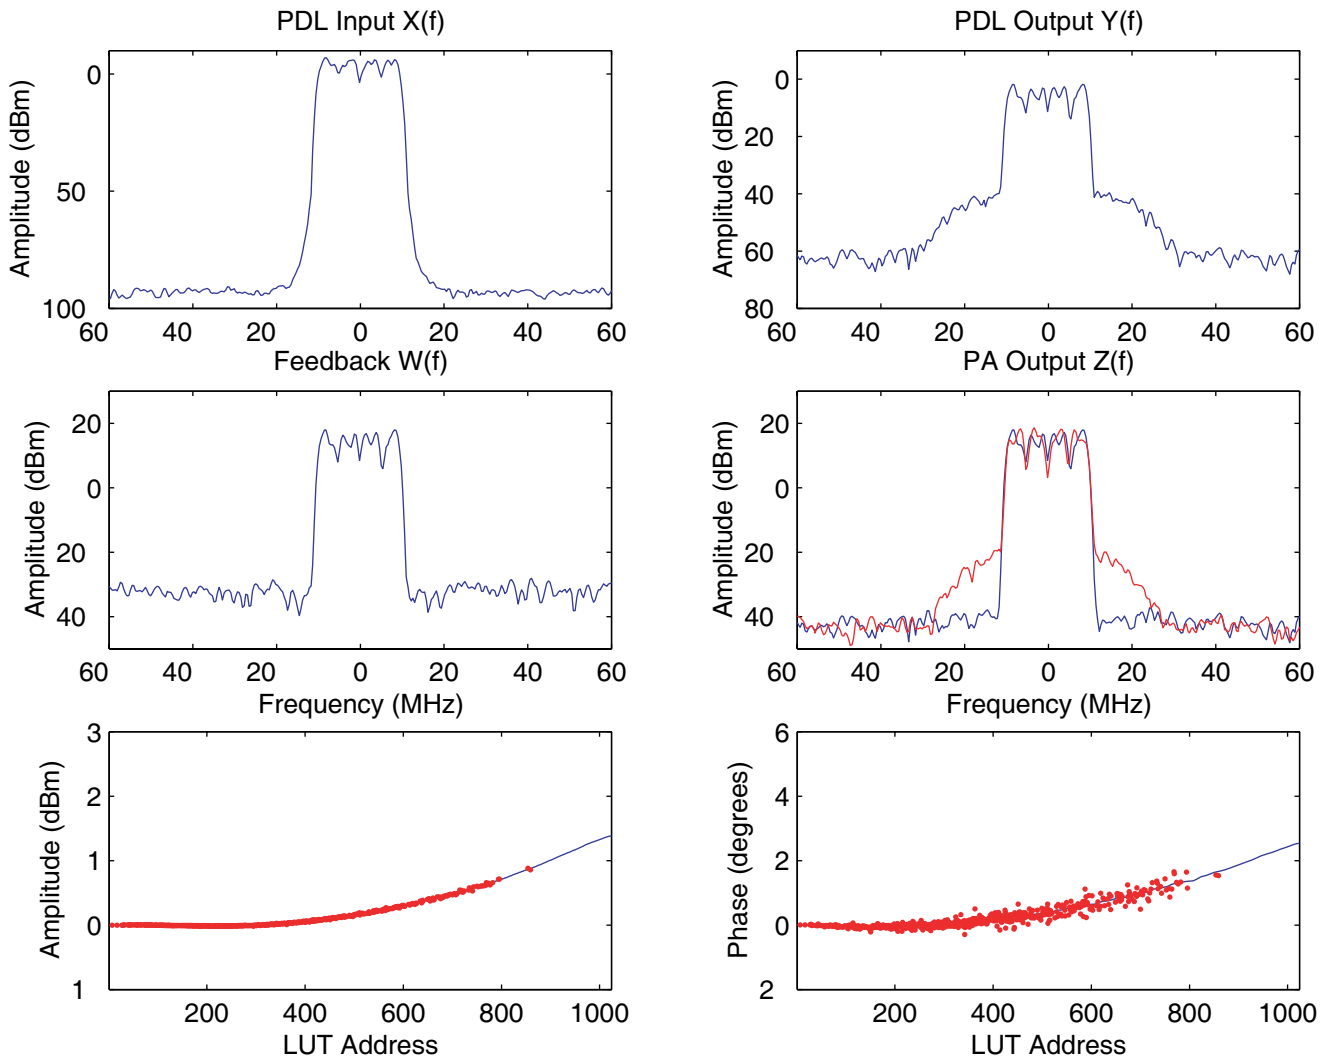 PDL Input X(f)
PDL Output Y(f)
Amplitude (dBm)
0
50
100
60 40 20 0 20 40 60
Amplitude (dBm)
0
20
40
60
80
60 40 20 0 20 40 60
Feedback W(f)
PA Output Z(f)
Amplitude (dBm)
20
0
20
40
60 40 20 0 20 40 60
Frequency (MHz)
Amplitude (dBm)
20
0
20
40
60 40 20 0 20 40 60
Frequency (MHz)
Amplitude (dBm)
3
2
1
0
1
200 400 600 800 1000
LUT Address
Phase (degrees)
6
4
2
0
2
200 400 600 800 1000
LUT Address